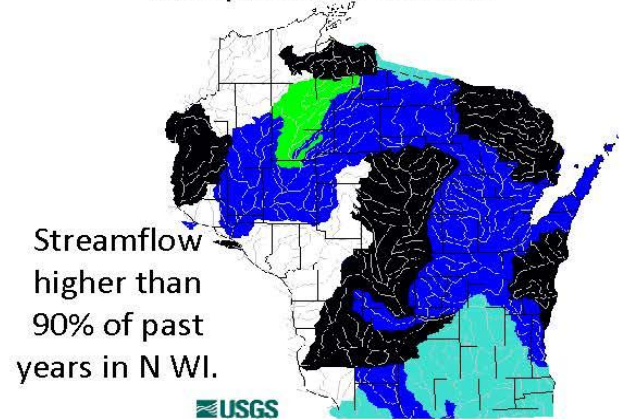 Streamflow
higher than
90% of past
years in N WI.
USGS